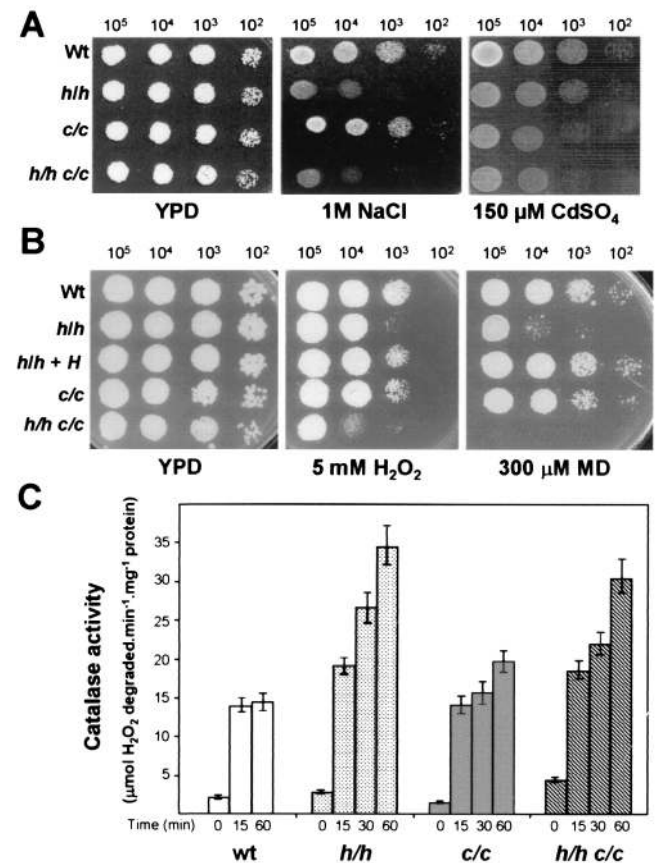 A
10⁵ 10⁴ 10³ 10² 10⁵ 10⁴ 10³ 10² 10⁵ 10⁴ 10³ 10²
Wt
h/h
c/c
h/h c/c
YPD 1M NaCl 150 µM CdSO₄
B
10⁵ 10⁴ 10³ 10² 10⁵ 10⁴ 10³ 10² 10⁵ 10⁴ 10³ 10²
Wt
h/h
h/h + H
c/c
h/h c/c
YPD 5 mM H₂O₂ 300 µM MD
C
Catalase activity
(µmol H₂O₂ degraded.min⁻¹.mg⁻¹ protein)
35
30
25
20
15
10
5
Time (min) 0 15 60 0 15 30 60 0 15 30 60 0 15 30 60
wt h/h c/c h/h c/c